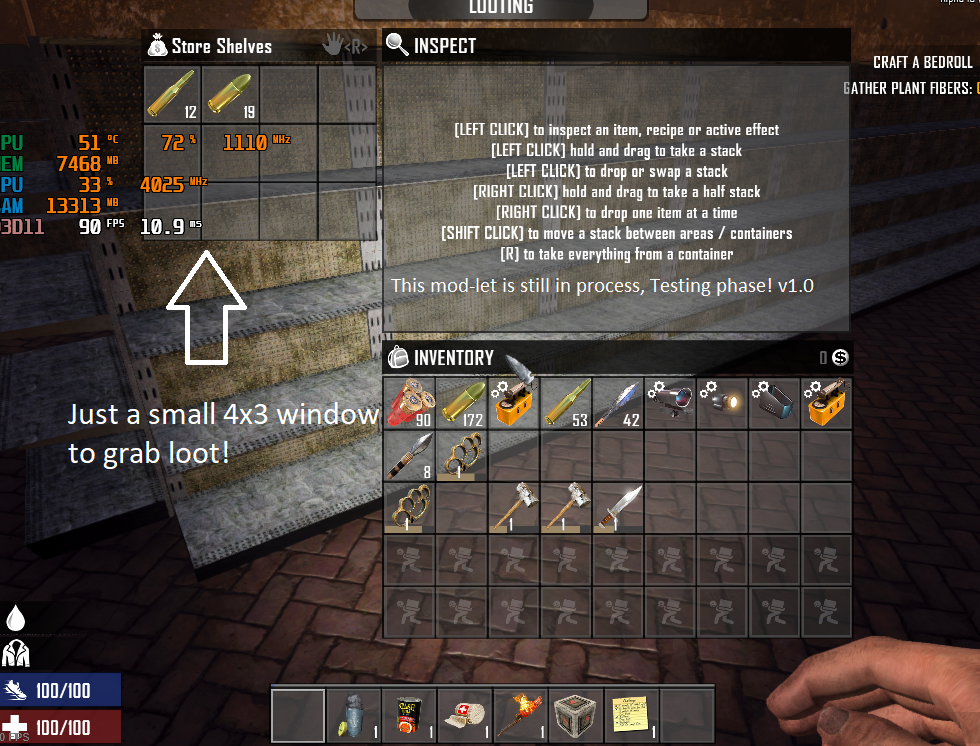 LOOTING
Store Shelves <R>
12 19
INSPECT
[LEFT CLICK] to inspect an item, recipe or active effect
[LEFT CLICK] hold and drag to take a stack
[LEFT CLICK] to drop or swap a stack
[RIGHT CLICK] hold and drag to take a half stack
[RIGHT CLICK] to drop one item at a time
[SHIFT CLICK] to move a stack between areas / containers
[R] to take everything from a container
This mod-let is still in process, Testing phase! v1.0
CRAFT A BEDROLL
GATHER PLANT FIBERS:
PU 51 °C 72 % 1110 MHz
EM 7468 MB
PU 33 % 4025 MHz
AM 13313 MB
3D11 90 FPS 10.9 ms
Just a small 4x3 window
to grab loot!
INVENTORY 0
90 172 53 42
8 1
1 1 1 1
100/100
100/100
1 1 1 1 1